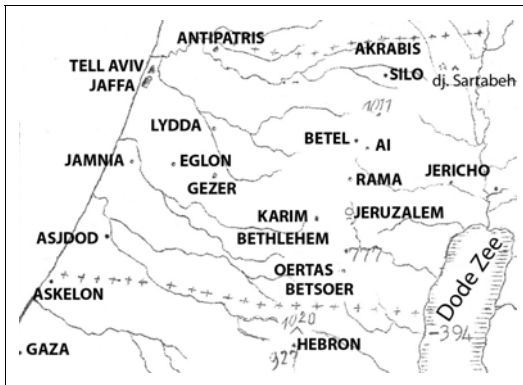 ANTIPATRIS
AKRABIS
TELL AVIV
JAFFA
SILO
dj. Sartabeh
1011
LYDDA
BETEL
AI
JAMNIA
EGLON
GEZER
RAMA
JERICHO
KARIM
JERUZALEM
ASJDOD
BETHLEHEM
777
OERTAS
BETSOER
Dode Zee
ASKELON
1020
-394
GAZA
927
HEBRON